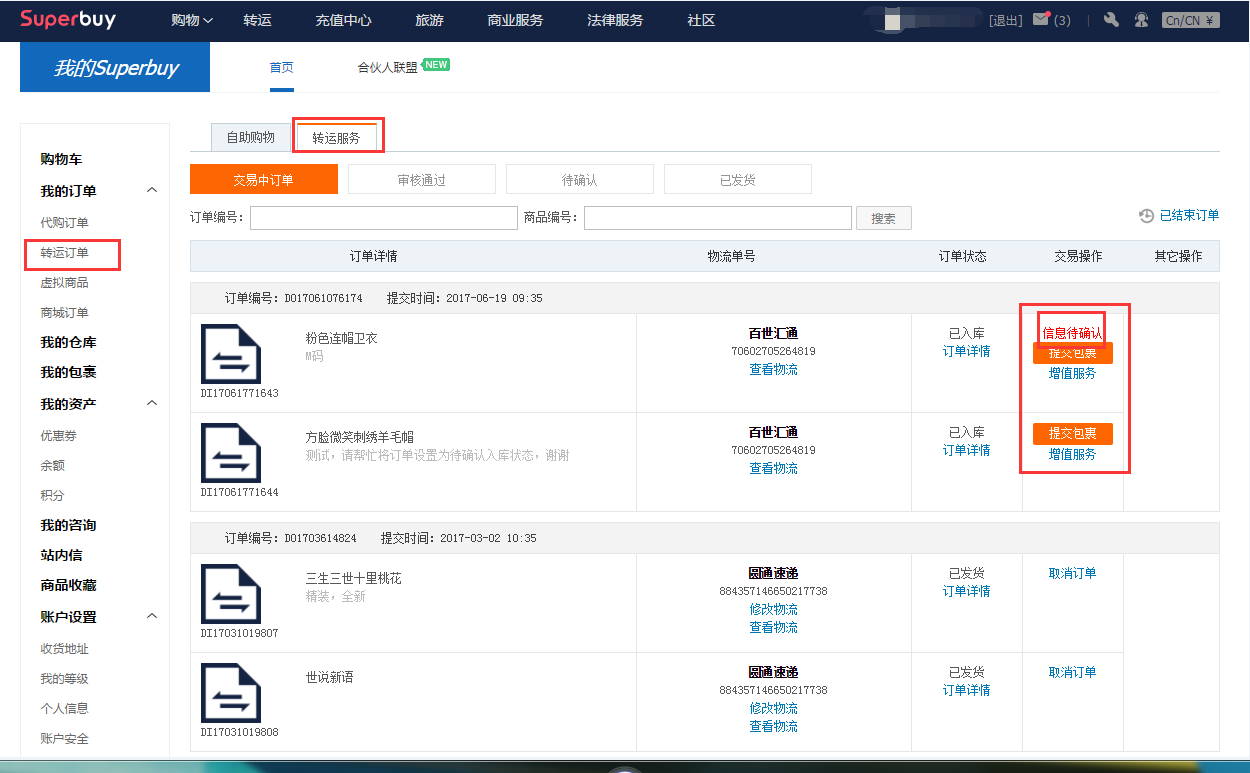 Superbuy 购物 转运 充值中心 旅游 商业服务 法律服务 社区 [退出] (3) Cn/CN ￥
我的Superbuy 首页 合伙人联盟 NEW
自助购物 转运服务
购物车
我的订单
代购订单
转运订单
虚拟商品
商城订单
我的仓库
我的包裹
我的资产
优惠券
余额
积分
我的咨询
站内信
商品收藏
账户设置
收货地址
我的等级
个人信息
账户安全
交易中订单 审核通过 待确认 已发货
订单编号： 商品编号： 搜索 已结束订单
订单详情 物流单号 订单状态 交易操作 其它操作
订单编号：DO17061076174 提交时间：2017-06-19 09:35
粉色连帽卫衣 百世汇通 已入库 信息待确认
M码 70602705264819 订单详情 提交包裹
查看物流 增值服务
DI17061771643
方脸微笑刺绣羊毛帽 百世汇通 已入库 提交包裹
测试，请帮忙将订单设置为待确认入库状态，谢谢 70602705264819 订单详情 增值服务
查看物流
DI17061771644
订单编号：DO1703614824 提交时间：2017-03-02 10:35
三生三世十里桃花 圆通速递 已发货 取消订单
精装，全新 884357146650217738 订单详情
修改物流
查看物流
DI17031019807
世说新语 圆通速递 已发货 取消订单
884357146650217738 订单详情
修改物流
查看物流
DI17031019808